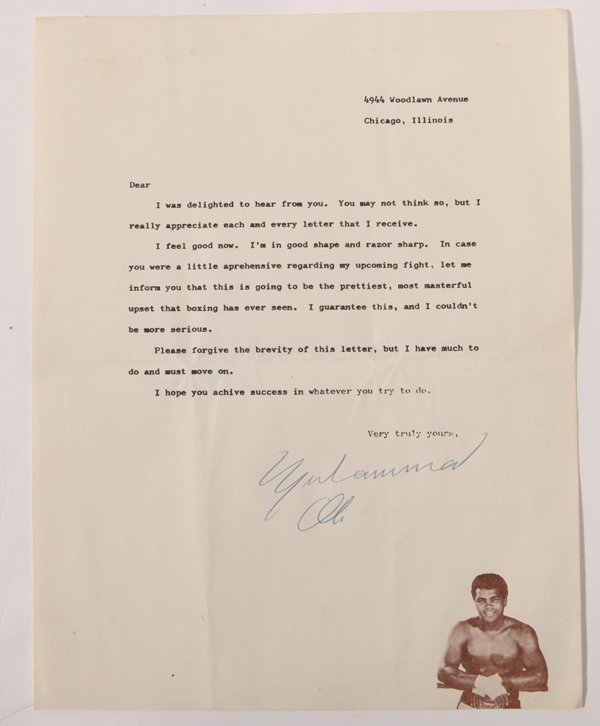 4944 Woodlawn Avenue
Chicago, Illinois
Dear
I was delighted to hear from you. You may not think so, but I
really appreciate each and every letter that I receive.
I feel good now. I'm in good shape and razor sharp. In case
you were a little aprehensive regarding my upcoming fight, let me
inform you that this is going to be the prettiest, most masterful
upset that boxing has ever seen. I guarantee this, and I couldn't
be more serious.
Please forgive the brevity of this letter, but I have much to
do and must move on.
I hope you achive success in whatever you try to do.
Very truly yours,
Muhammad
Ali